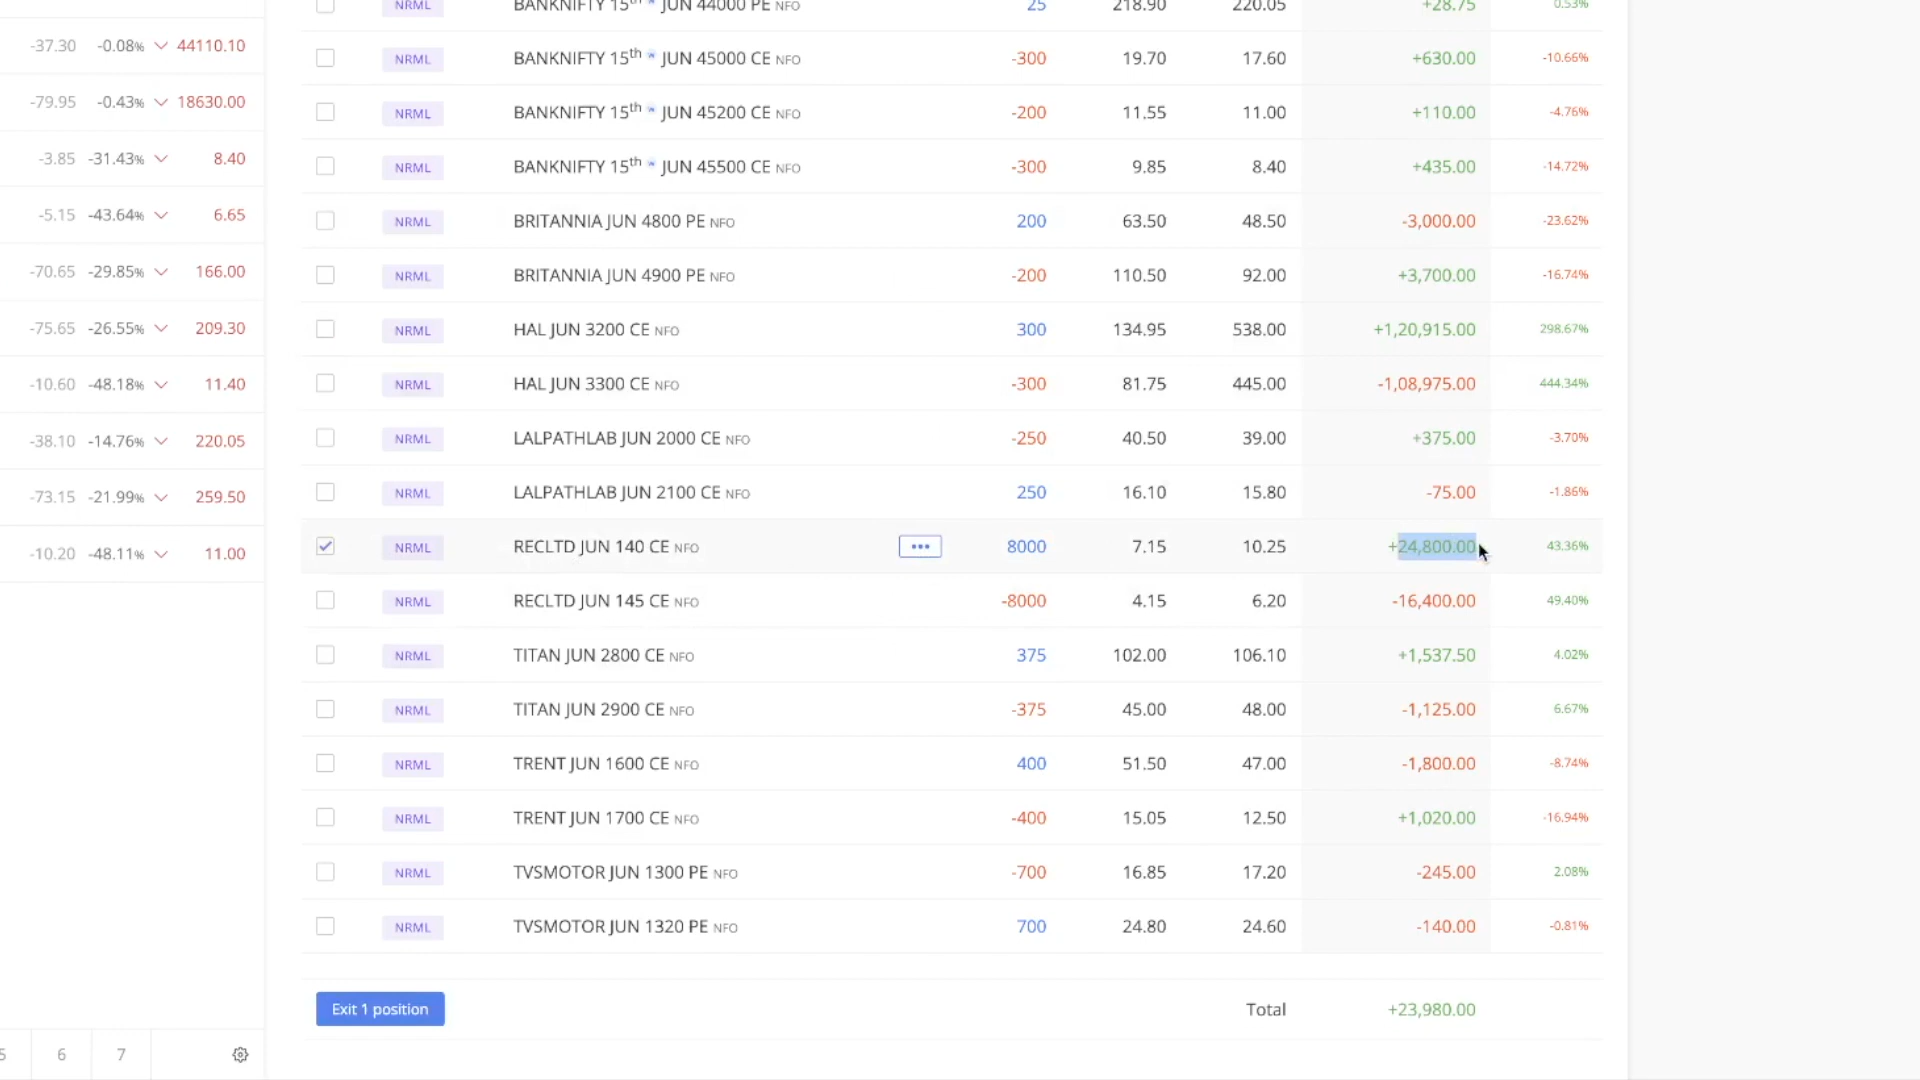 BANKNIFTY 15th w JUN 44000 PE NFO 25 218.90 220.05 +28.75 0.53%
-37.30 -0.08% 44110.10
NRML BANKNIFTY 15th w JUN 45000 CE NFO -300 19.70 17.60 +630.00 -10.66%
-79.95 -0.43% 18630.00
NRML BANKNIFTY 15th w JUN 45200 CE NFO -200 11.55 11.00 +110.00 -4.76%
-3.85 -31.43% 8.40
NRML BANKNIFTY 15th w JUN 45500 CE NFO -300 9.85 8.40 +435.00 -14.72%
-5.15 -43.64% 6.65
NRML BRITANNIA JUN 4800 PE NFO 200 63.50 48.50 -3,000.00 -23.62%
-70.65 -29.85% 166.00
NRML BRITANNIA JUN 4900 PE NFO -200 110.50 92.00 +3,700.00 -16.74%
-75.65 -26.55% 209.30
NRML HAL JUN 3200 CE NFO 300 134.95 538.00 +1,20,915.00 298.67%
-10.60 -48.18% 11.40
NRML HAL JUN 3300 CE NFO -300 81.75 445.00 -1,08,975.00 444.34%
-38.10 -14.76% 220.05
NRML LALPATHLAB JUN 2000 CE NFO -250 40.50 39.00 +375.00 -3.70%
-73.15 -21.99% 259.50
NRML LALPATHLAB JUN 2100 CE NFO 250 16.10 15.80 -75.00 -1.86%
-10.20 -48.11% 11.00
NRML RECLTD JUN 140 CE NFO ••• 8000 7.15 10.25 +24,800.00 43.36%
NRML RECLTD JUN 145 CE NFO -8000 4.15 6.20 -16,400.00 49.40%
NRML TITAN JUN 2800 CE NFO 375 102.00 106.10 +1,537.50 4.02%
NRML TITAN JUN 2900 CE NFO -375 45.00 48.00 -1,125.00 6.67%
NRML TRENT JUN 1600 CE NFO 400 51.50 47.00 -1,800.00 -8.74%
NRML TRENT JUN 1700 CE NFO -400 15.05 12.50 +1,020.00 -16.94%
NRML TVSMOTOR JUN 1300 PE NFO -700 16.85 17.20 -245.00 2.08%
NRML TVSMOTOR JUN 1320 PE NFO 700 24.80 24.60 -140.00 -0.81%
Exit 1 position Total +23,980.00
5 6 7